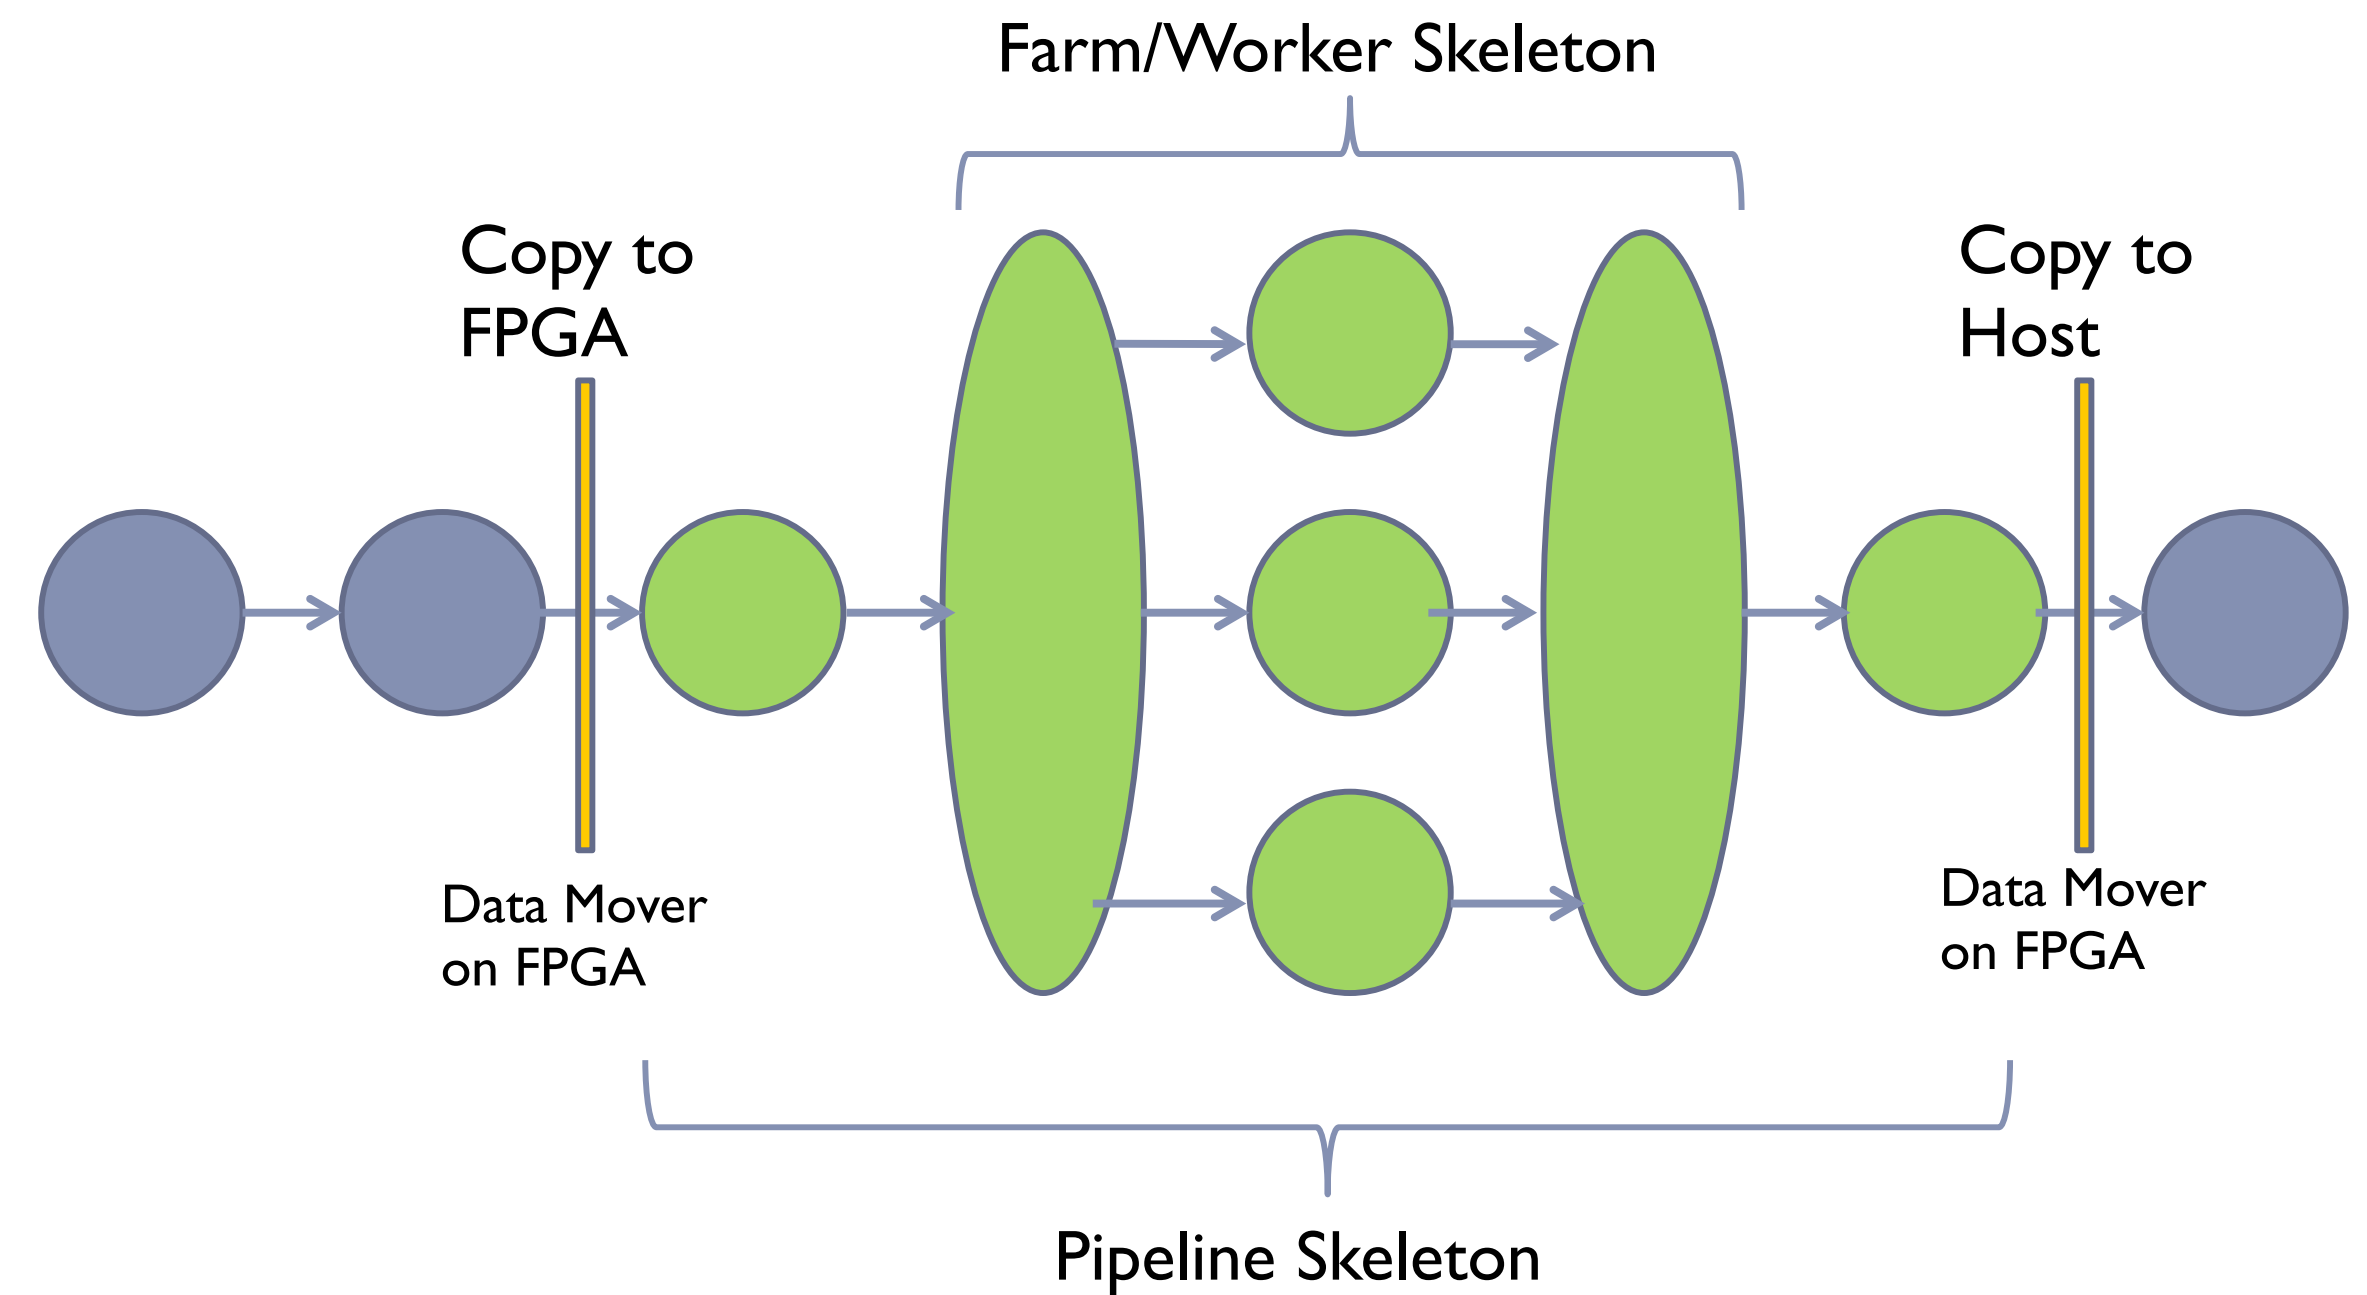 Farm/Worker Skeleton
Copy to
FPGA
Copy to
Host
Data Mover
on FPGA
Data Mover
on FPGA
Pipeline Skeleton